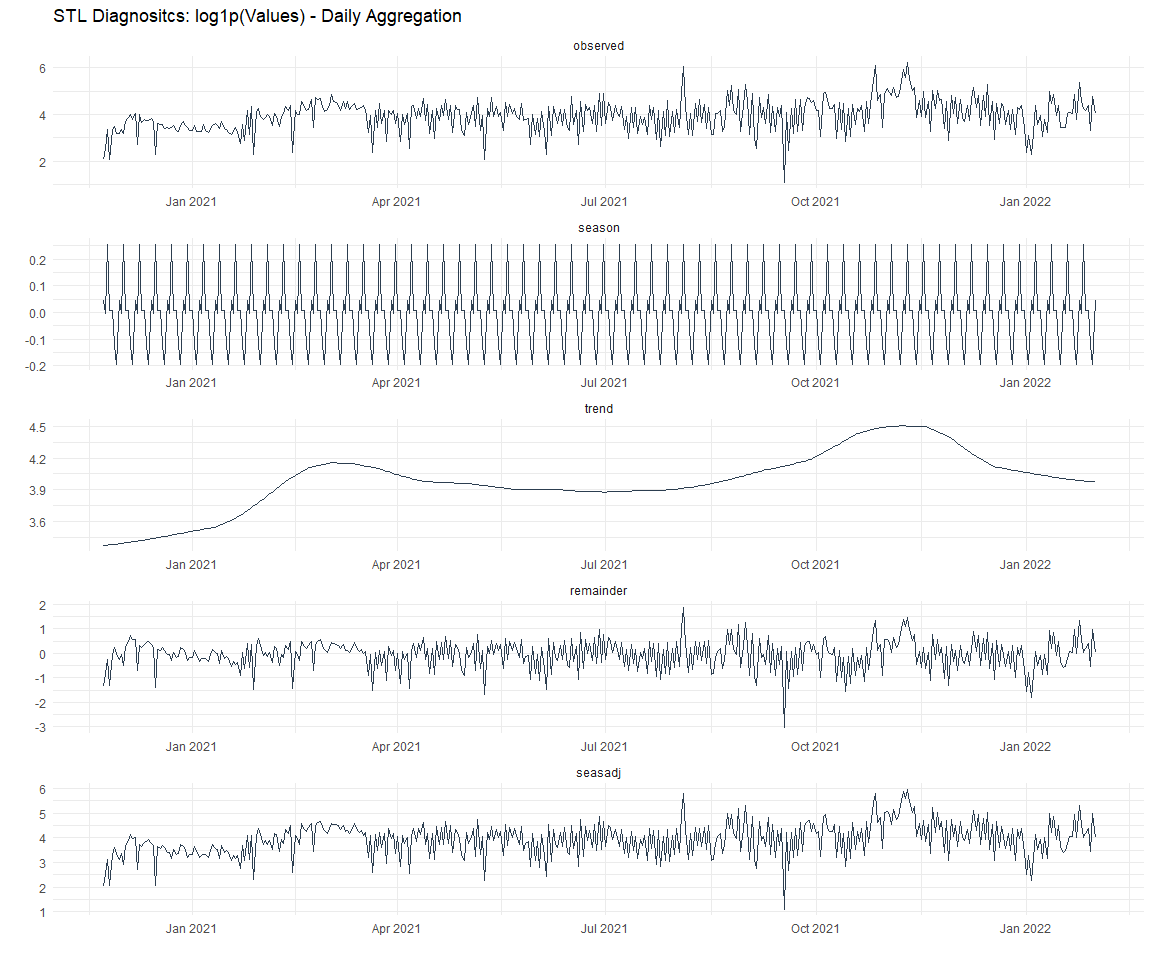 STL Diagnositcs: log1p(Values) - Daily Aggregation
observed
6
4
2
Jan 2021 Apr 2021 Jul 2021 Oct 2021 Jan 2022
season
0.2
0.1
0.0
-0.1
-0.2
Jan 2021 Apr 2021 Jul 2021 Oct 2021 Jan 2022
trend
4.5
4.2
3.9
3.6
Jan 2021 Apr 2021 Jul 2021 Oct 2021 Jan 2022
remainder
2
1
0
-1
-2
-3
Jan 2021 Apr 2021 Jul 2021 Oct 2021 Jan 2022
seasadj
6
5
4
3
2
1
Jan 2021 Apr 2021 Jul 2021 Oct 2021 Jan 2022